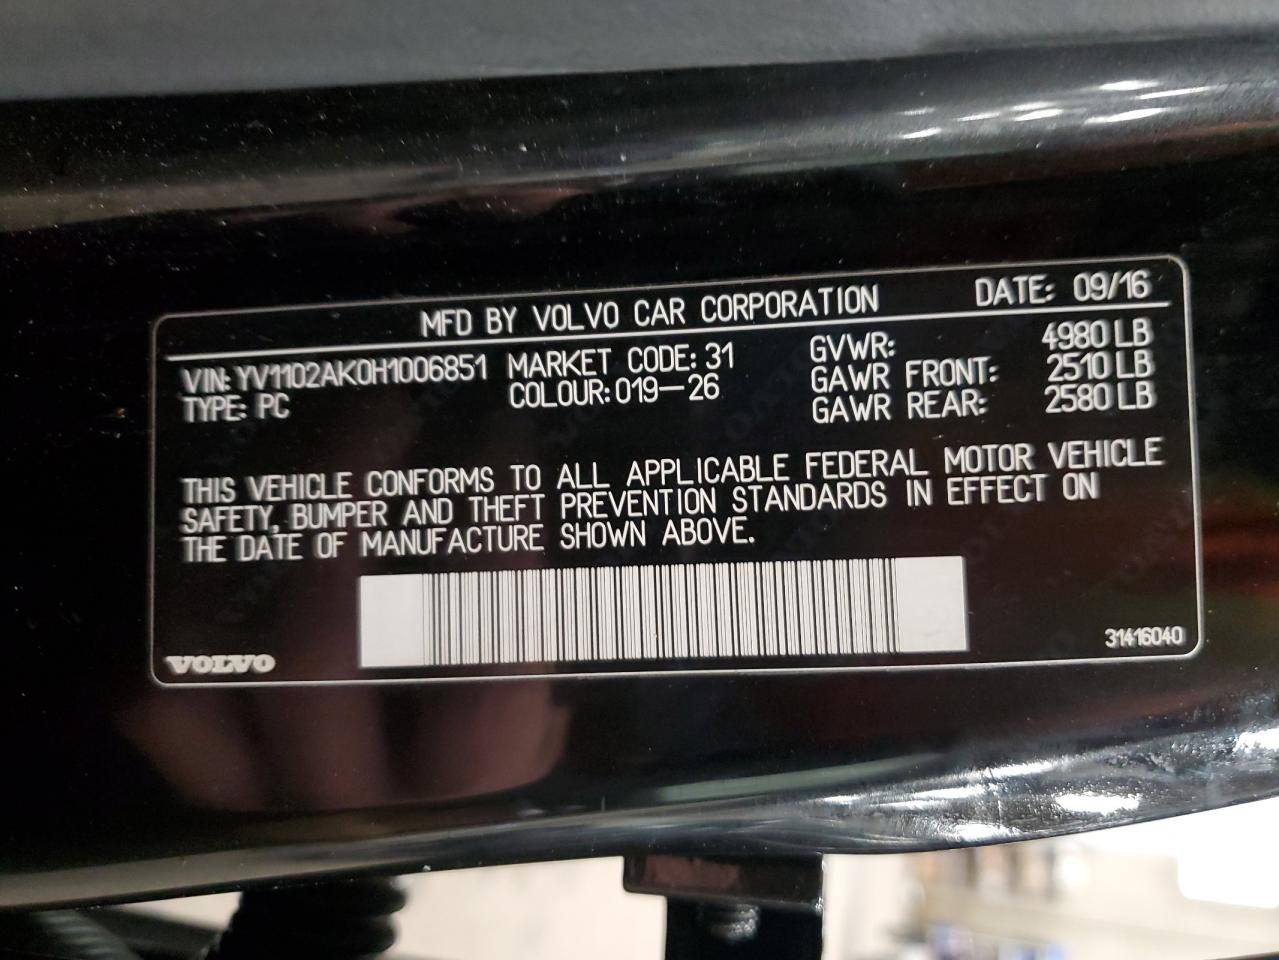 MFD BY VOLVO CAR CORPORATION DATE: 09/16
VIN: YV1102AK0H1006851 MARKET CODE: 31 GVWR: 4980 LB
TYPE: PC COLOUR: 019-26 GAWR FRONT: 2510 LB
GAWR REAR: 2580 LB
THIS VEHICLE CONFORMS TO ALL APPLICABLE FEDERAL MOTOR VEHICLE
SAFETY, BUMPER AND THEFT PREVENTION STANDARDS IN EFFECT ON
THE DATE OF MANUFACTURE SHOWN ABOVE.
VOLVO 31416040